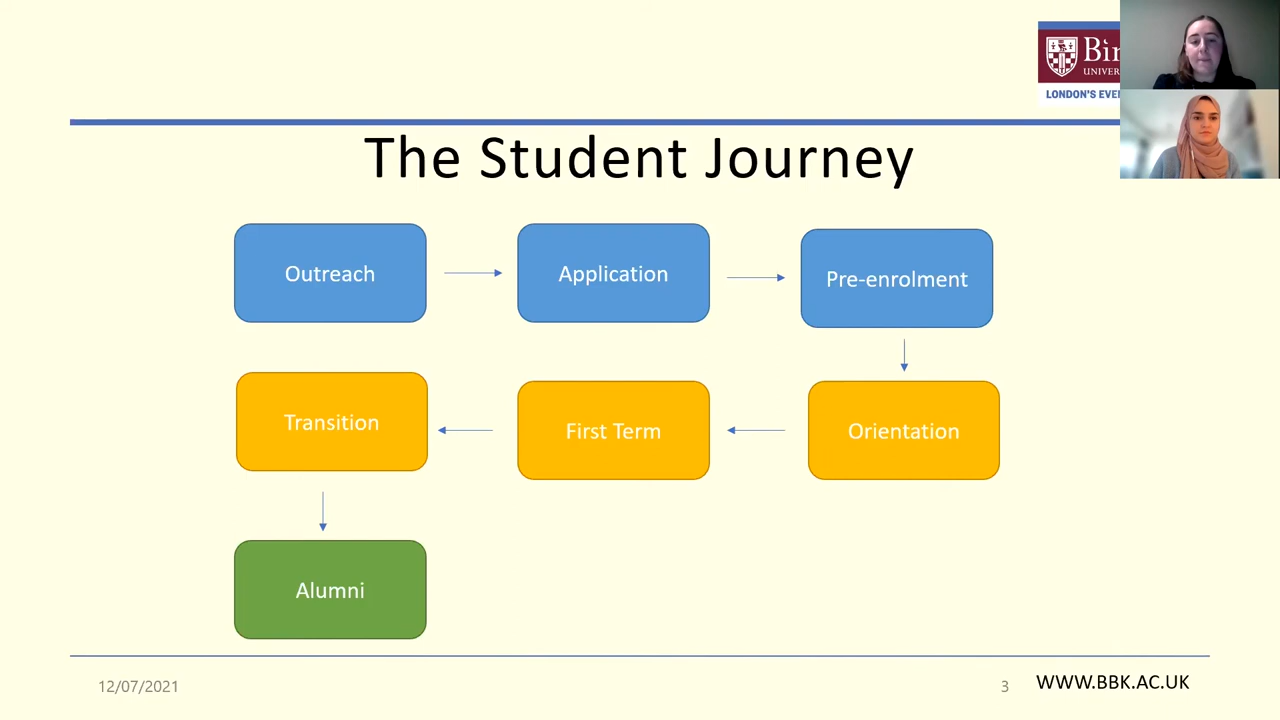 LONDON'S
The Student Journey
Outreach
Application
Pre-enrolment
Transition
First Term
Orientation
Alumni
12/07/2021
3
WWW.BBK.AC.UK